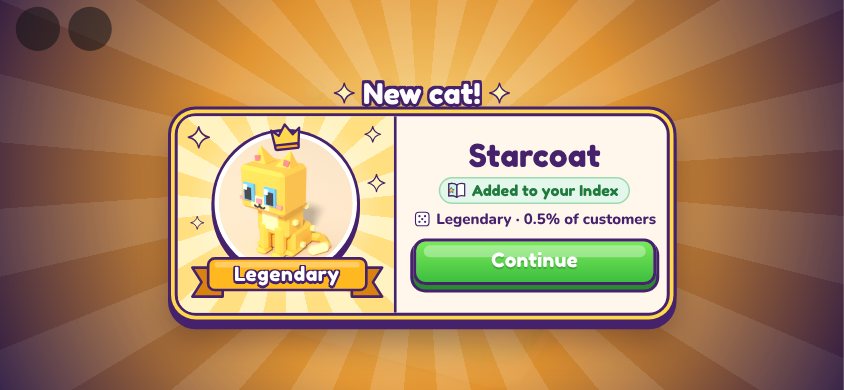 New cat!
Starcoat
Added to your Index
Legendary · 0.5% of customers
Legendary
Continue